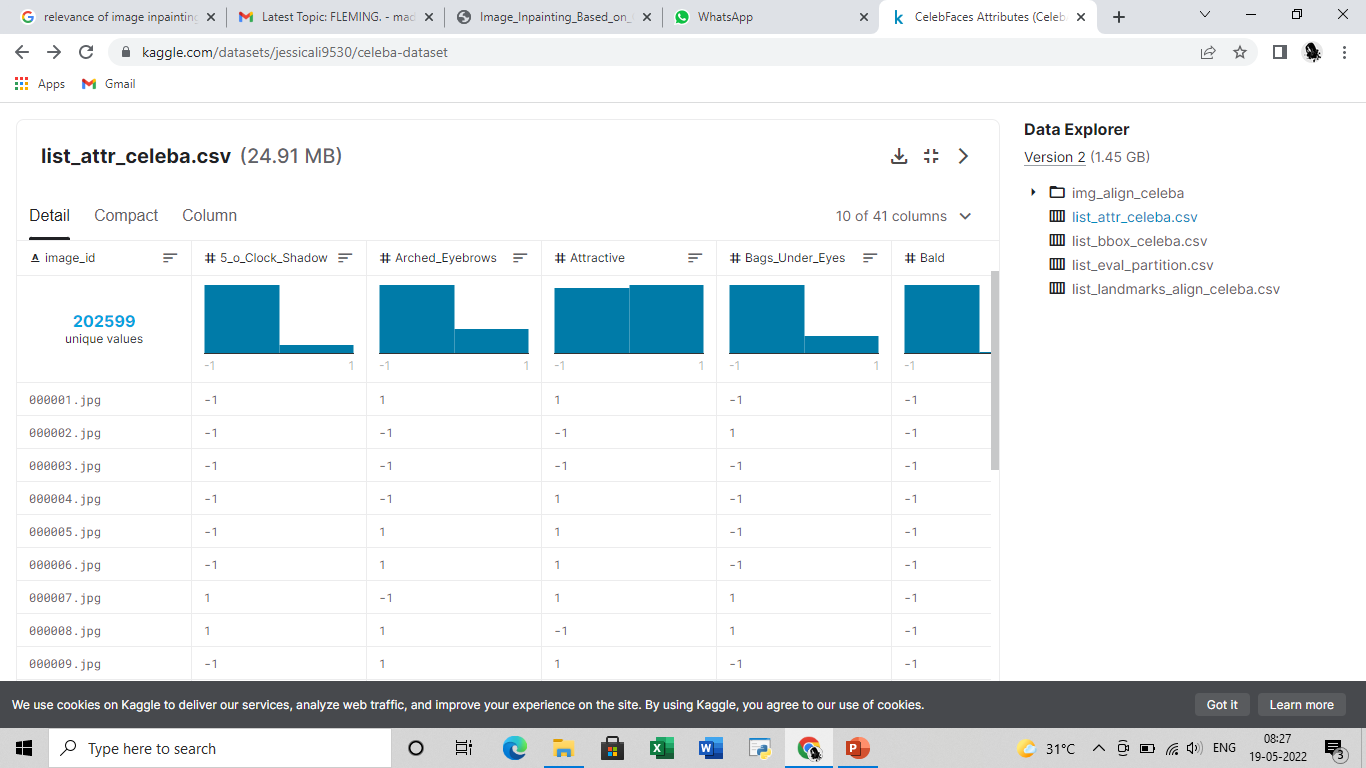 relevance of image inpainting
Latest Topic: FLEMING. - mad
Image_Inpainting_Based_on_
WhatsApp
CelebFaces Attributes (Celeb
kaggle.com/datasets/jessicali9530/celeba-dataset
Apps
Gmail
list_attr_celeba.csv (24.91 MB)
Detail Compact Column 10 of 41 columns
image_id # 5_o_Clock_Shadow # Arched_Eyebrows # Attractive # Bags_Under_Eyes # Bald
202599
unique values
-1 1 -1 1 -1 1 -1 1 -1
000001.jpg -1 1 1 -1 -1
000002.jpg -1 -1 -1 1 -1
000003.jpg -1 -1 -1 -1 -1
000004.jpg -1 -1 1 -1 -1
000005.jpg -1 1 1 -1 -1
000006.jpg -1 1 1 -1 -1
000007.jpg 1 -1 1 1 -1
000008.jpg 1 1 -1 1 -1
000009.jpg -1 1 1 -1 -1
Data Explorer
Version 2 (1.45 GB)
img_align_celeba
list_attr_celeba.csv
list_bbox_celeba.csv
list_eval_partition.csv
list_landmarks_align_celeba.csv
We use cookies on Kaggle to deliver our services, analyze web traffic, and improve your experience on the site. By using Kaggle, you agree to our use of cookies.
Got it Learn more
Type here to search
31°C
ENG
08:27
19-05-2022
3